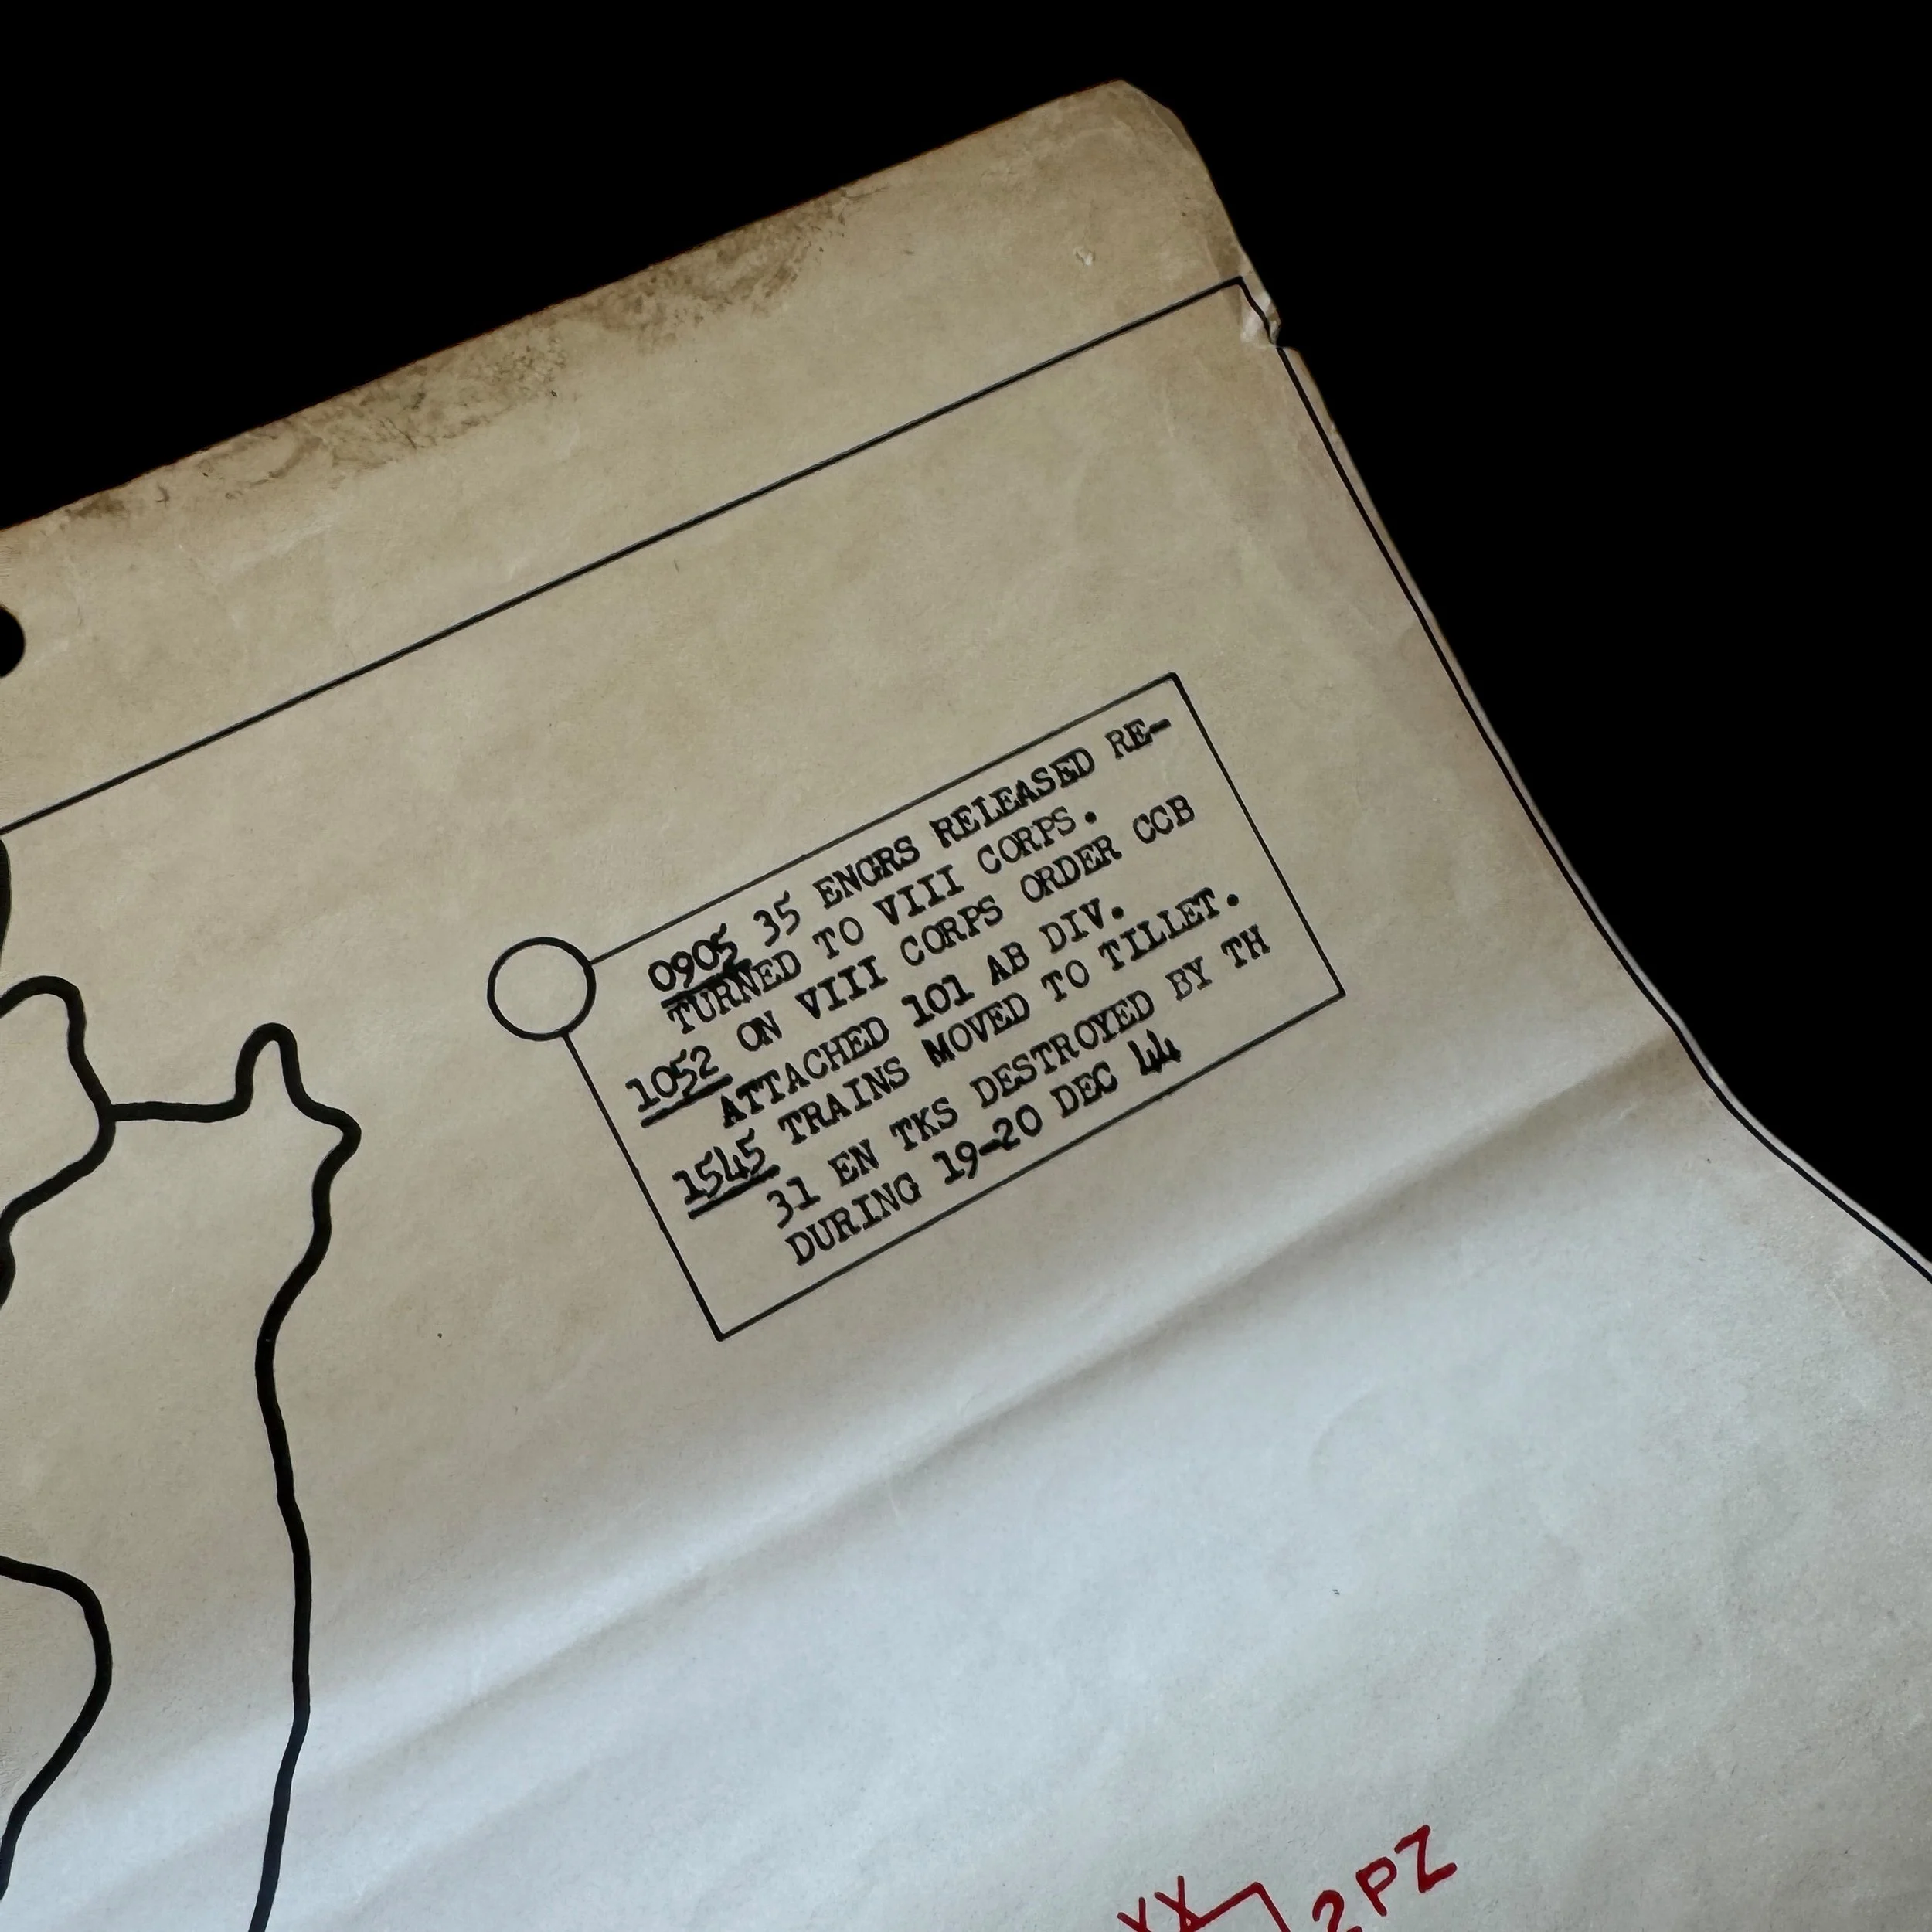 0905 35 ENGRS RELEASED RE-
TURNED TO VIII CORPS.
1052 ON VIII CORPS ORDER CCB
ATTACHED 101 AB DIV.
1545 TRAINS MOVED TO TILLET.
31 EN TKS DESTROYED BY TH
DURING 19-20 DEC 44
XX
2PZ